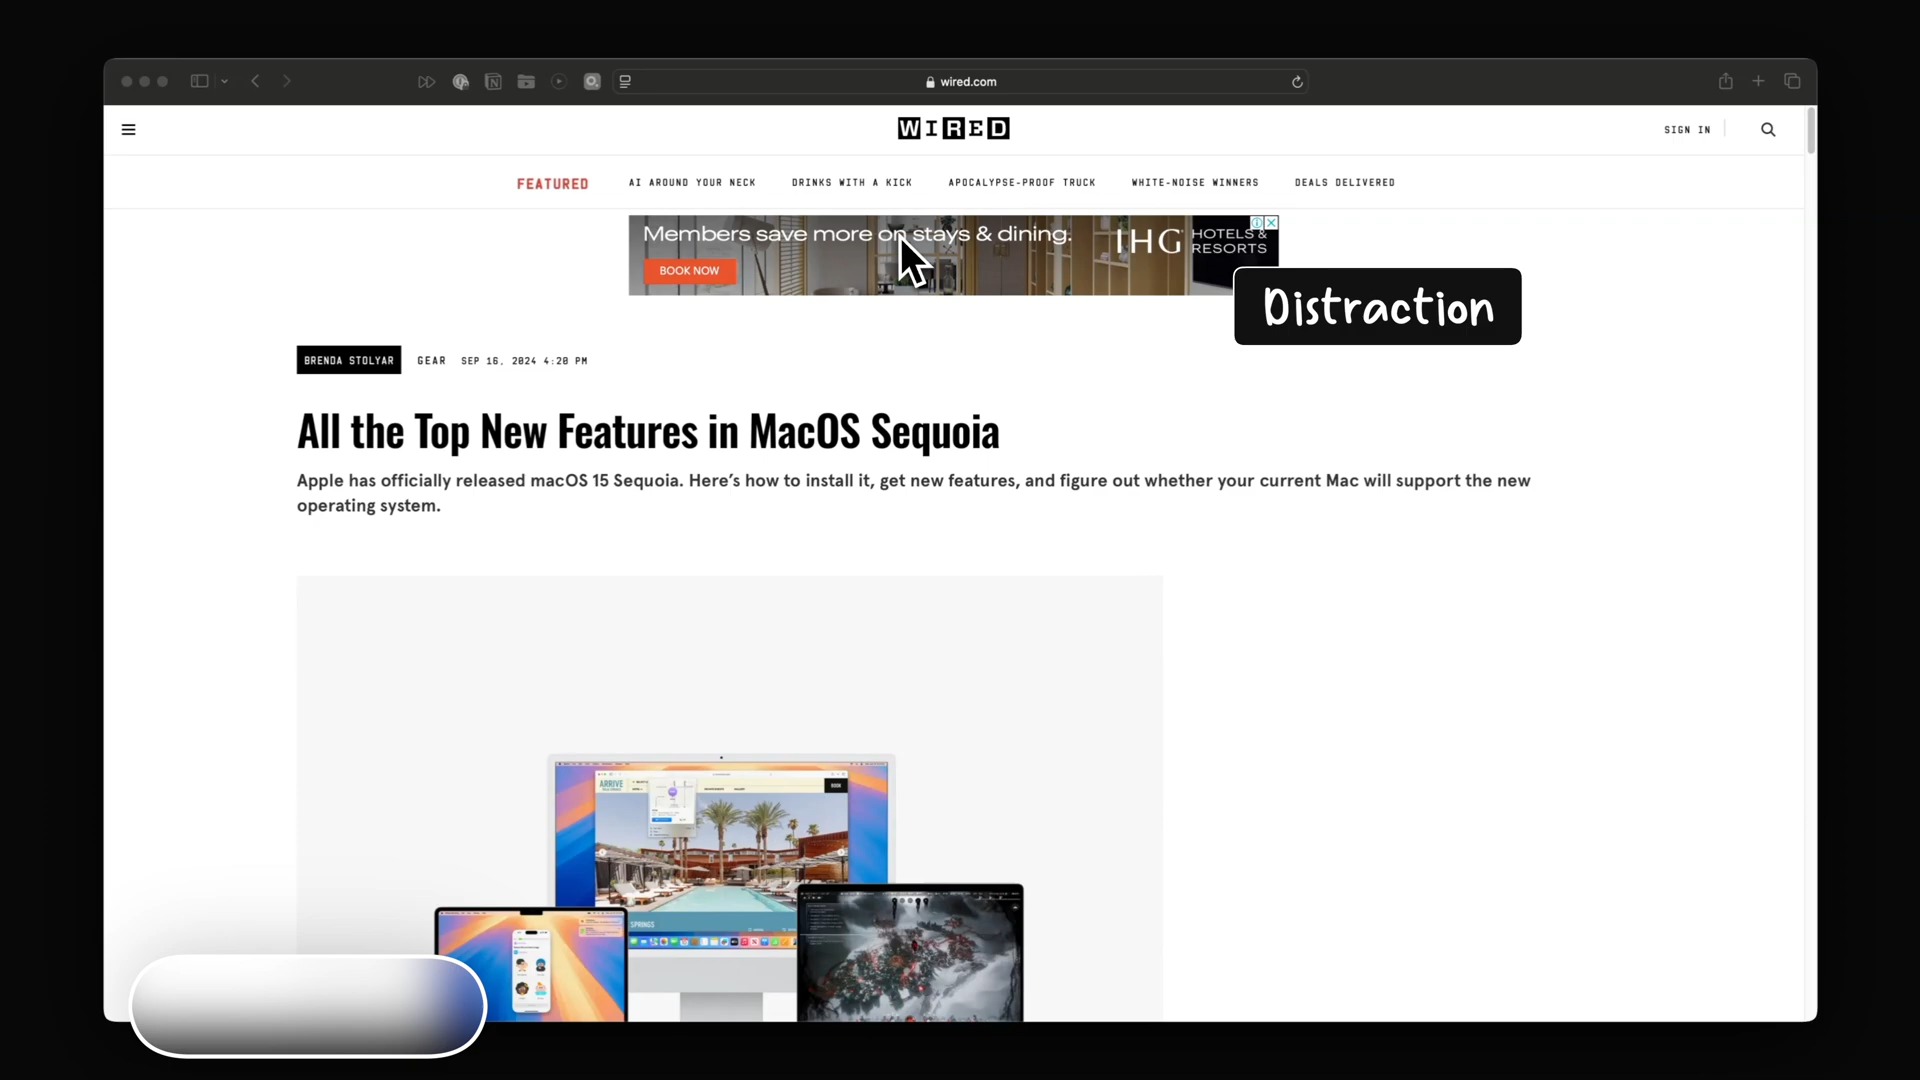 wired.com
WIRED
SIGN IN
FEATURED
AI AROUND YOUR NECK
DRINKS WITH A KICK
APOCALYPSE-PROOF TRUCK
WHITE-NOISE WINNERS
DEALS DELIVERED
Members save more on stays & dining.
BOOK NOW
IHG HOTELS & RESORTS
Distraction
BRENDA STOLYAR
GEAR
SEP 16, 2024 4:20 PM
All the Top New Features in MacOS Sequoia
Apple has officially released macOS 15 Sequoia. Here’s how to install it, get new features, and figure out whether your current Mac will support the new
operating system.
ARRIVE
SPRINGS